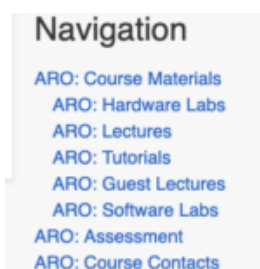 Navigation
ARO: Course Materials
ARO: Hardware Labs
ARO: Lectures
ARO: Tutorials
ARO: Guest Lectures
ARO: Software Labs
ARO: Assessment
ARO: Course Contacts